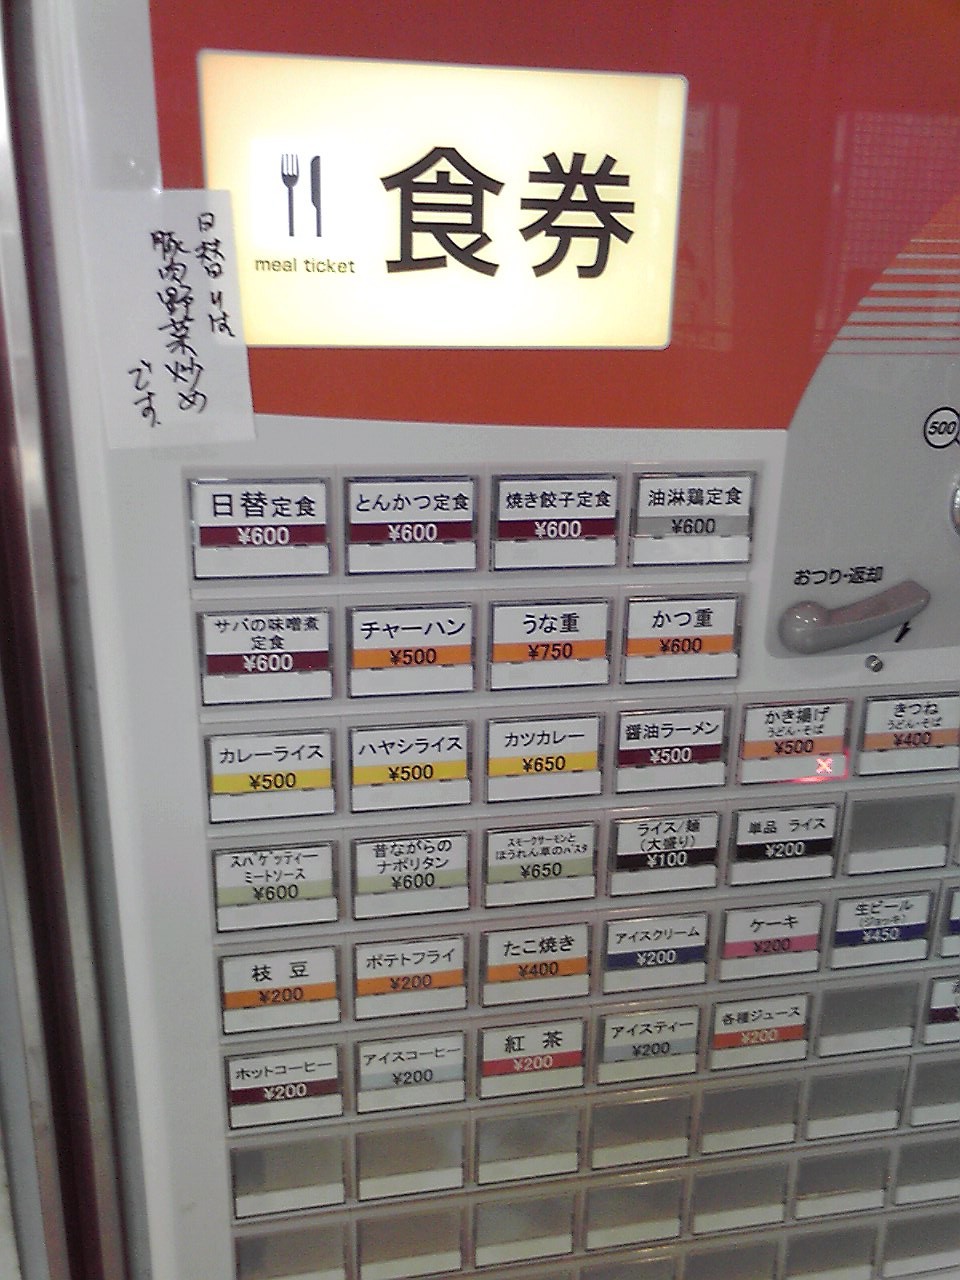 食券
meal ticket
日替りは
豚肉野菜炒め
です。
500
おつり・返却
日替定食
¥600
とんかつ定食
¥600
焼き餃子定食
¥600
油淋鶏定食
¥600
サバの味噌煮
定食
¥600
チャーハン
¥500
うな重
¥750
かつ重
¥600
カレーライス
¥500
ハヤシライス
¥500
カツカレー
¥650
醤油ラーメン
¥500
かき揚げ
うどん・そば
¥500
きつね
うどん・そば
¥400
スパゲッティー
ミートソース
¥600
昔ながらの
ナポリタン
¥600
スモークサーモンと
ほうれん草のパスタ
¥650
ライス/麺
(大盛り)
¥100
単品 ライス
¥200
枝 豆
¥200
ポテトフライ
¥200
たこ焼き
¥400
アイスクリーム
¥200
ケーキ
¥200
生ビール
(ジョッキ)
¥450
ホットコーヒー
¥200
アイスコーヒー
¥200
紅 茶
¥200
アイスティー
¥200
各種ジュース
¥200